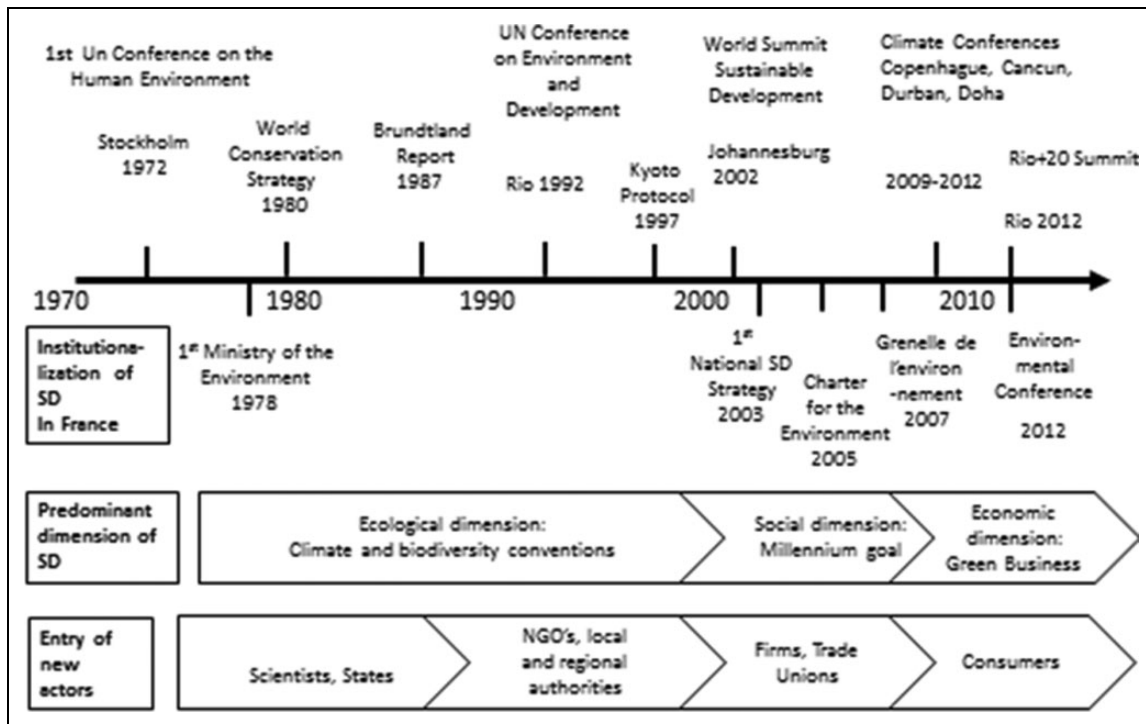 1st Un Conference on the
Human Environment
Stockholm
1972
World
Conservation
Strategy
1980
Brundtland
Report
1987
UN Conference
on Environment
and
Development
Rio 1992
Kyoto
Protocol
1997
World Summit
Sustainable
Development
Johannesburg
2002
Climate Conferences
Copenhague, Cancun,
Durban, Doha
2009-2012
Rio+20 Summit
Rio 2012
1970
1980
1990
2000
2010
Institutiona-
lization of
SD
In France
1st Ministry of the
Environment
1978
1st
National SD
Strategy
2003
Charter
for the
Environment
2005
Grenelle de
l'environ
-nement
2007
Environ-
mental
Conference
2012
Predominant
dimension of
SD
Ecological dimension:
Climate and biodiversity conventions
Social dimension:
Millennium goal
Economic
dimension:
Green Business
Entry of
new
actors
Scientists, States
NGO's, local
and regional
authorities
Firms, Trade
Unions
Consumers